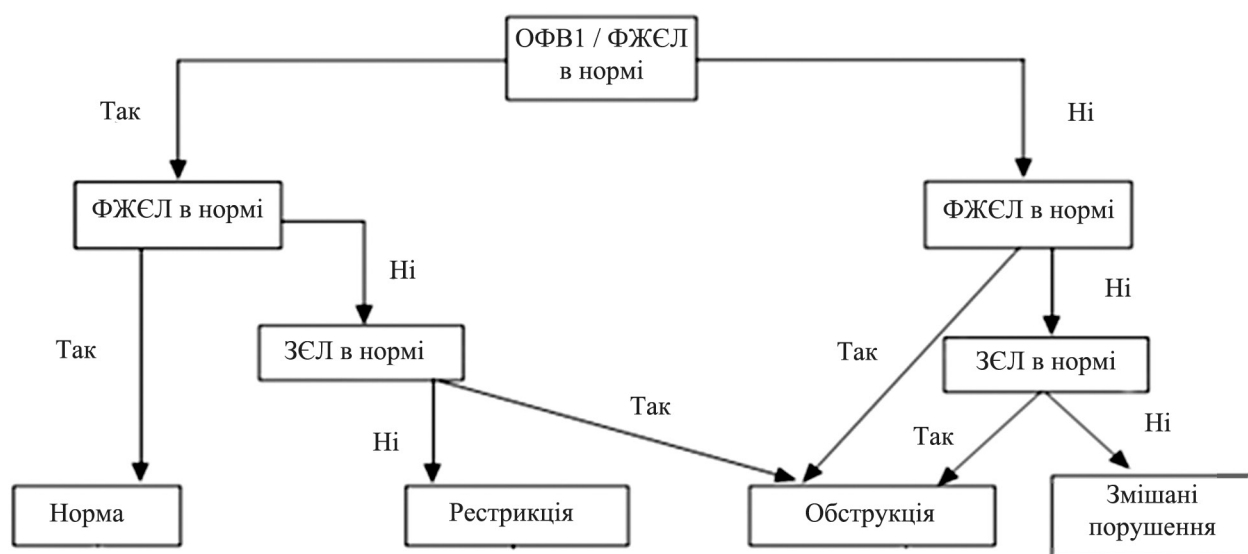 ОФВ1 / ФЖЄЛ
в нормі
Так
Ні
ФЖЄЛ в нормі
ФЖЄЛ в нормі
Ні
Ні
ЗЄЛ в нормі
Так
Так
ЗЄЛ в нормі
Так
Ні
Так
Ні
Норма
Рестрикція
Обструкція
Змішані
порушення